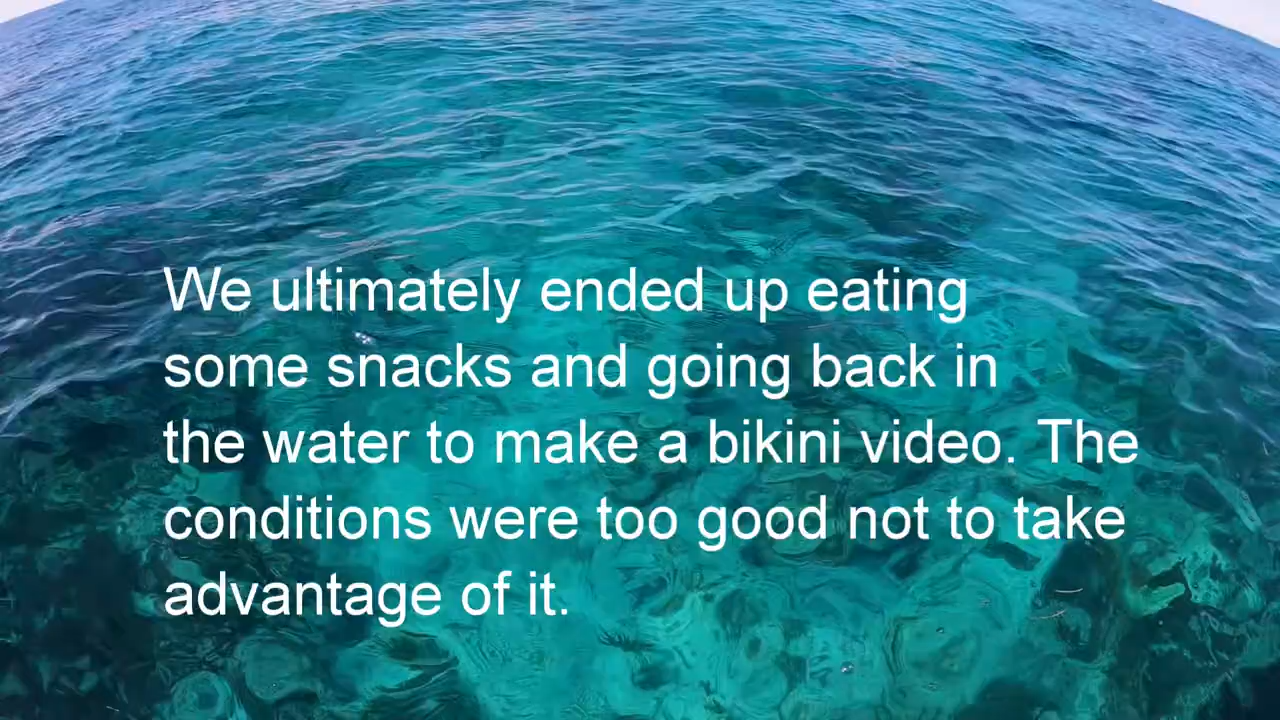 We ultimately ended up eating
some snacks and going back in
the water to make a bikini video. The
conditions were too good not to take
advantage of it.